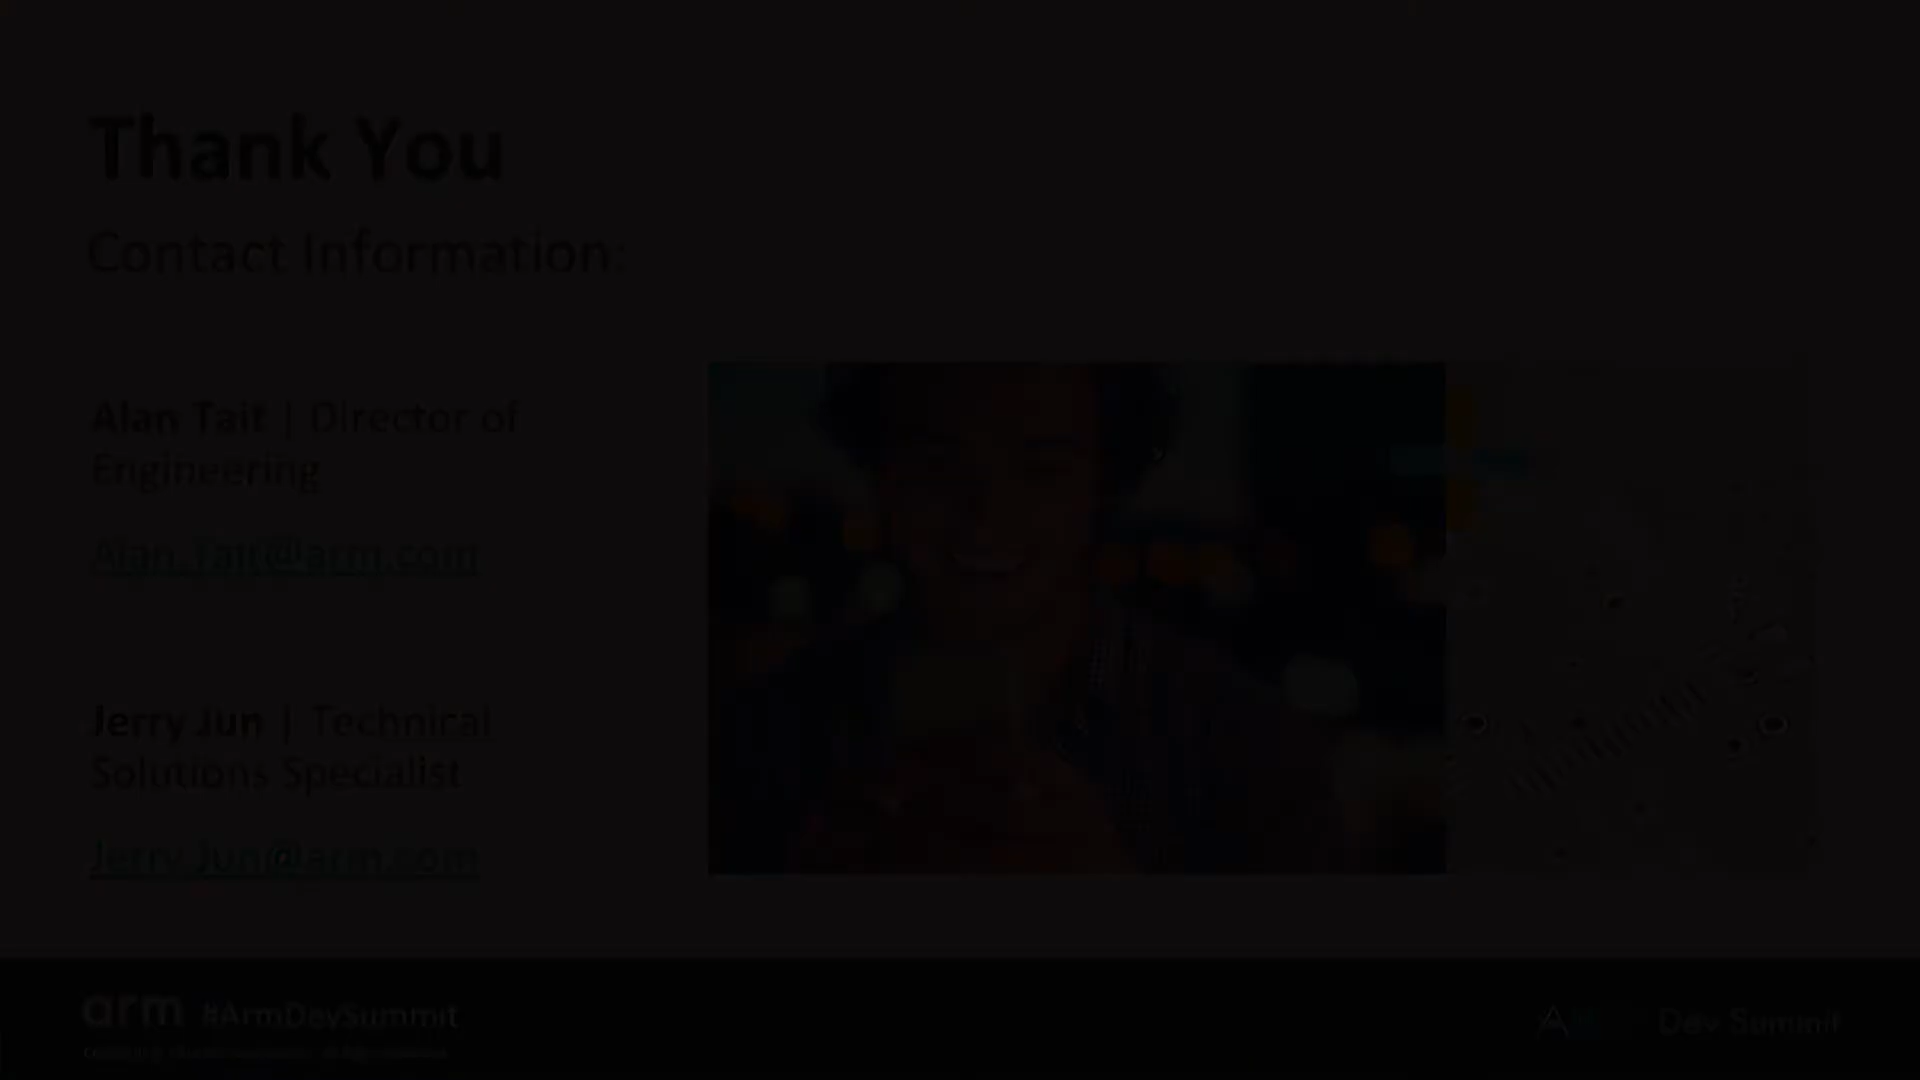 Thank You
Contact Information:
Alan Tait | Director of
Engineering
Alan.Tait@arm.com
Jerry Jun | Technical
Solutions Specialist
Jerry.Jun@arm.com
arm #ArmDevSummit
Dev Summit